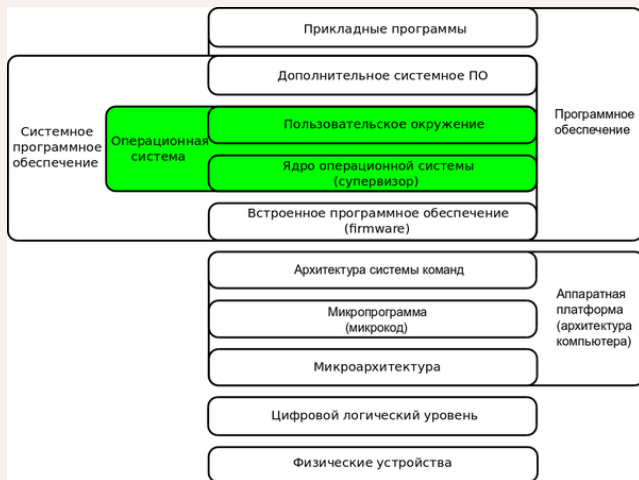 Прикладные программы
Дополнительное системное ПО
Системное
программное
обеспечение
Операционная
система
Пользовательское окружение
Ядро операционной системы
(супервизор)
Встроенное программное обеспечение
(firmware)
Программное
обеспечение
Архитектура системы команд
Микропрограмма
(микрокод)
Микроархитектура
Аппаратная
платформа
(архитектура
компьютера)
Цифровой логический уровень
Физические устройства